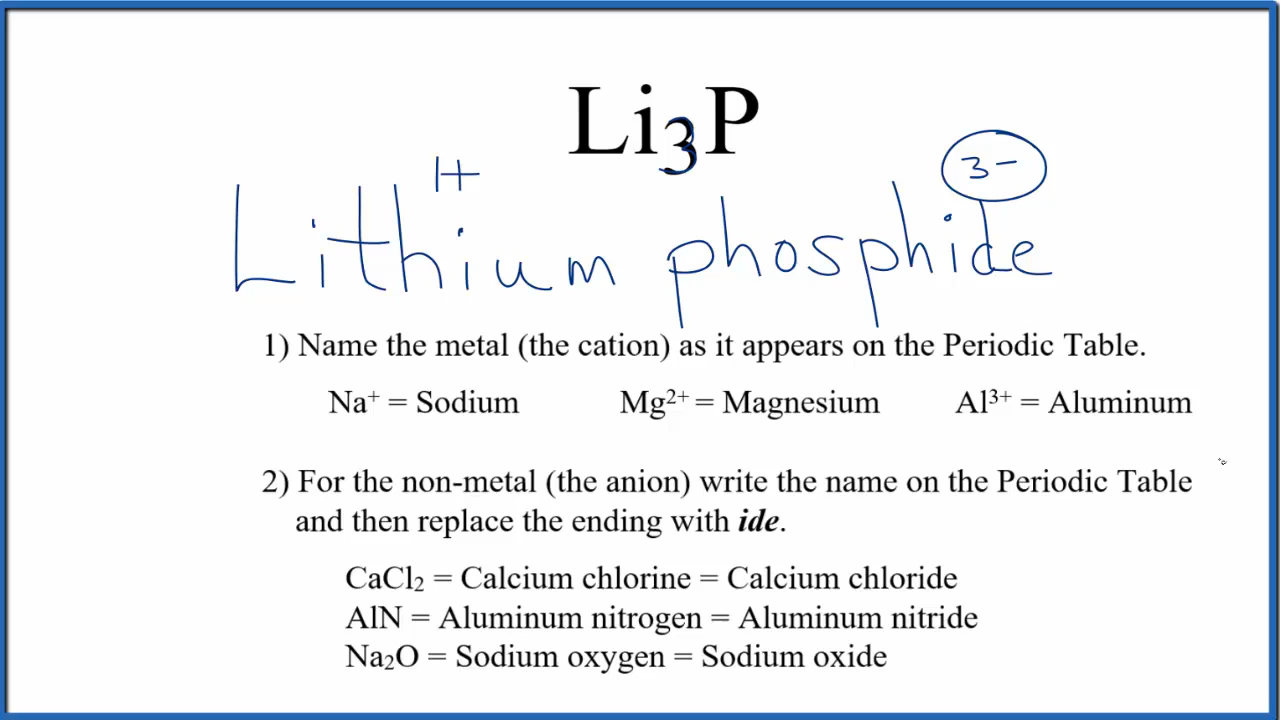 Li₃P
1+ 3−
Lithium phosphide
1) Name the metal (the cation) as it appears on the Periodic Table.
Na⁺ = Sodium Mg²⁺ = Magnesium Al³⁺ = Aluminum
2) For the non-metal (the anion) write the name on the Periodic Table
and then replace the ending with ide.
CaCl₂ = Calcium chlorine = Calcium chloride
AlN = Aluminum nitrogen = Aluminum nitride
Na₂O = Sodium oxygen = Sodium oxide